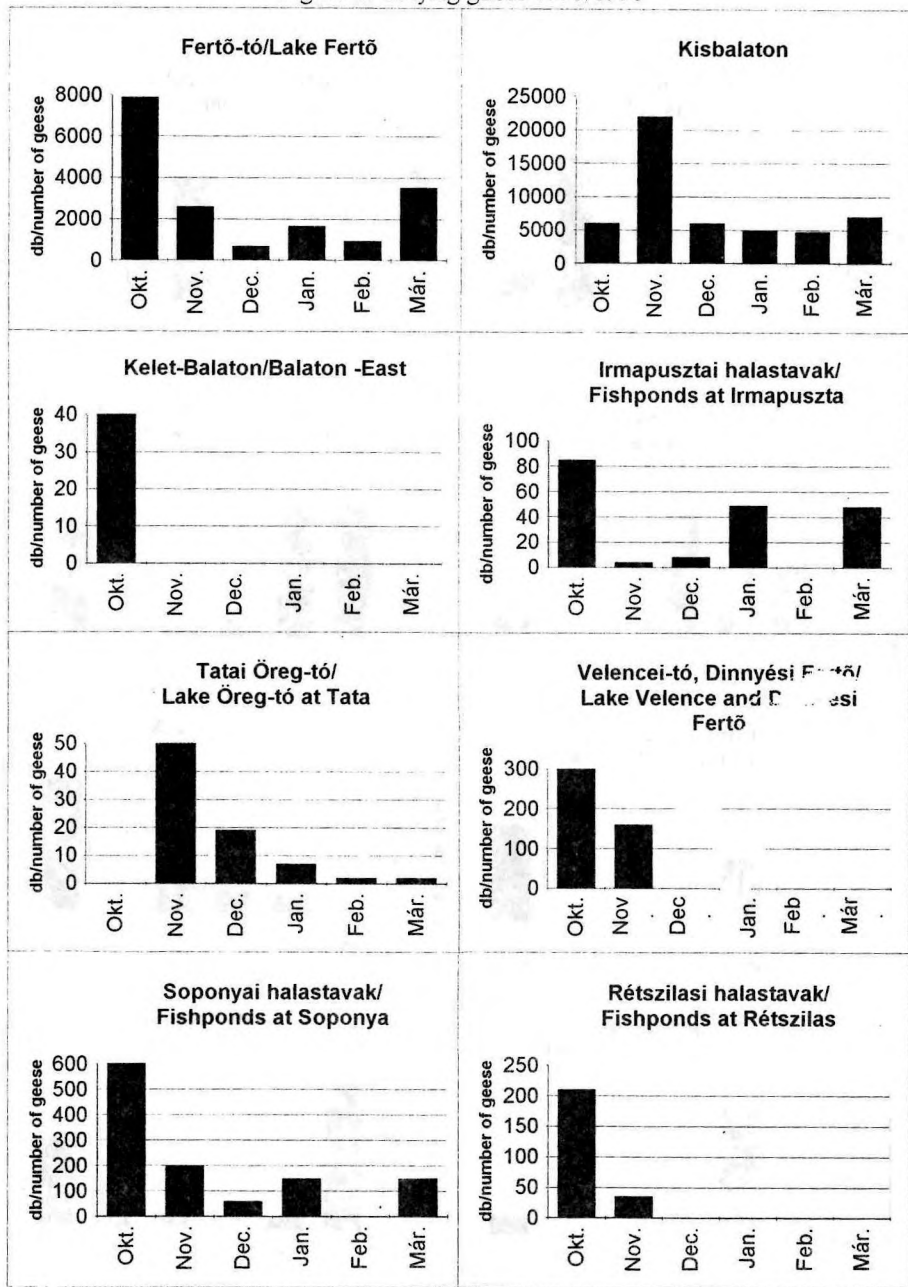 Fertõ-tó/Lake Fertõ
db/number of geese
8000
6000
4000
2000
0
Okt.
Nov.
Dec.
Jan.
Feb.
Már.
Kisbalaton
db/number of geese
25000
20000
15000
10000
5000
0
Okt.
Nov.
Dec.
Jan.
Feb.
Már.
Kelet-Balaton/Balaton -East
db/number of geese
40
30
20
10
0
Okt.
Nov.
Dec.
Jan.
Feb.
Már.
Irmapusztai halastavak/
Fishponds at Irmapuszta
db/number of geese
100
80
60
40
20
0
Okt.
Nov.
Dec.
Jan.
Feb.
Már.
Tatai Öreg-tó/
Lake Öreg-tó at Tata
db/number of geese
50
40
30
20
10
0
Okt.
Nov.
Dec.
Jan.
Feb.
Már.
Velencei-tó, Dinnyési
Lake Velence and
Fertõ
db/number of geese
300
200
100
0
Okt.
Nov
Dec
Jan.
Feb
Már
Soponyai halastavak/
Fishponds at Soponya
db/number of geese
600
500
400
300
200
100
0
Okt.
Nov.
Dec.
Jan.
Feb.
Már.
Rétszilasi halastavak/
Fishponds at Rétszilas
db/number of geese
250
200
150
100
50
0
Okt.
Nov.
Dec.
Jan.
Feb.
Már.